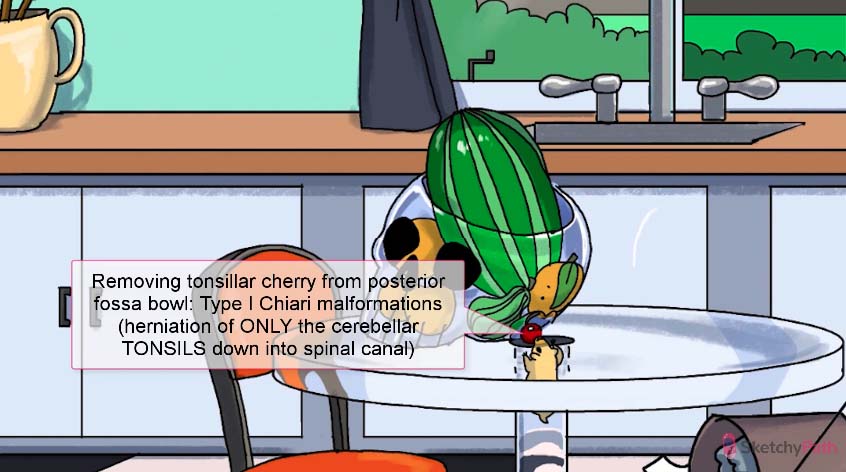 Removing tonsillar cherry from posterior
fossa bowl: Type I Chiari malformations
(herniation of ONLY the cerebellar
TONSILS down into spinal canal)
SketchyPath